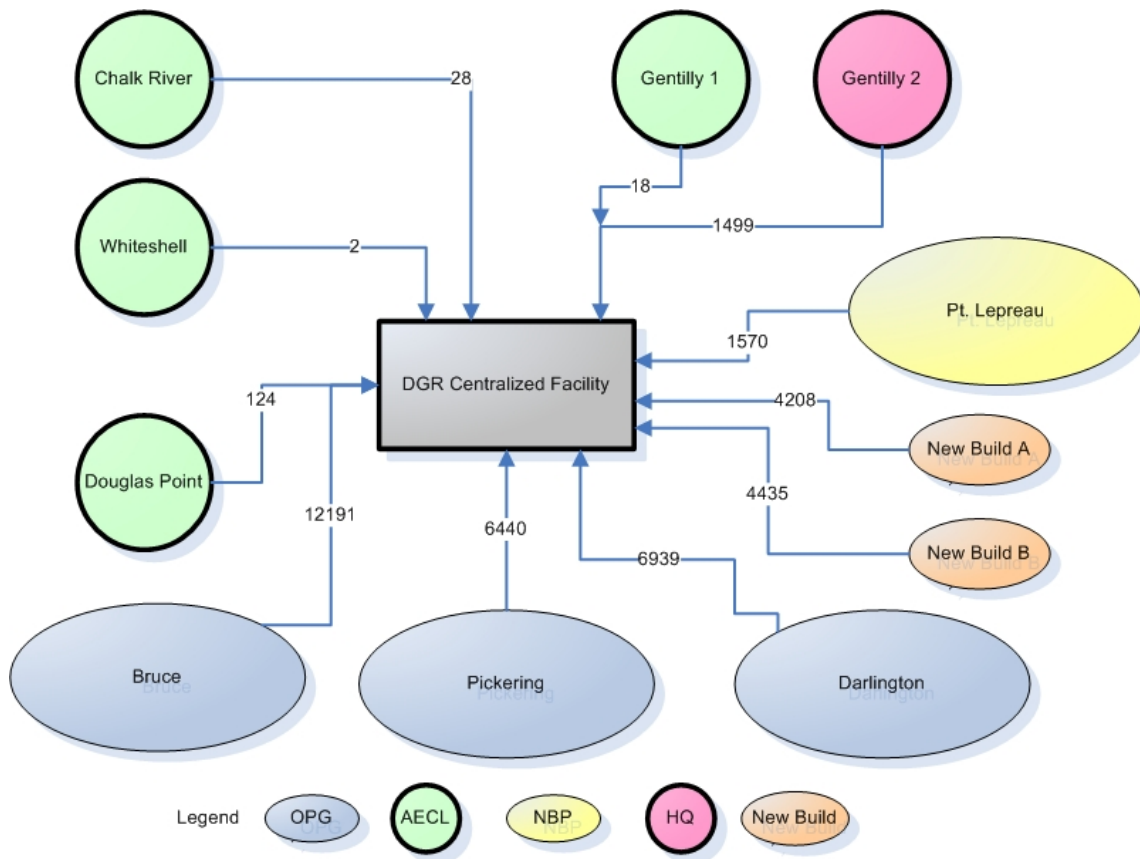 Chalk River
28
Gentilly 1
Gentilly 2
18
1499
Whiteshell
2
Pt. Lepreau
1570
DGR Centralized Facility
124
4208
New Build A
Douglas Point
4435
12191
6440
New Build B
6939
Bruce
Pickering
Darlington
Legend
OPG
AECL
NBP
HQ
New Build